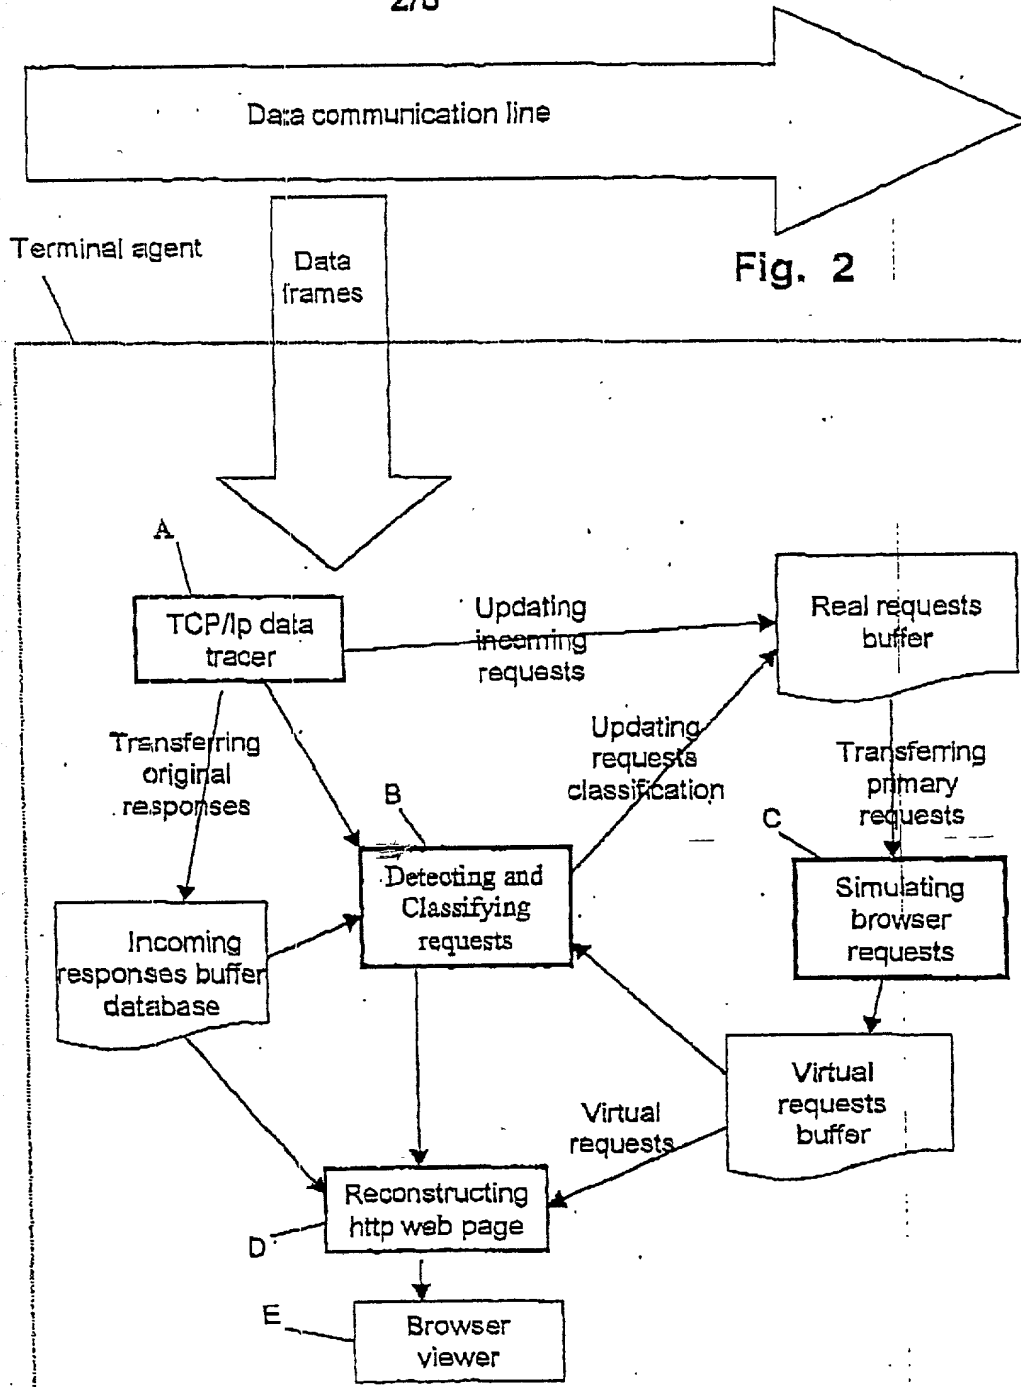 2/8
Data communication line
Terminal agent
Data
frames
Fig. 2
A
TCP/Ip data
tracer
Updating
incoming
requests
Real requests
buffer
Transferring
original
responses
Updating
requests
classification
Transferring
primary
requests
B
C
Detecting and
Classifying
requests
Simulating
browser
requests
Incoming
responses buffer
database
Virtual
requests
buffer
Virtual
requests
Reconstructing
http web page
D
E
Browser
viewer